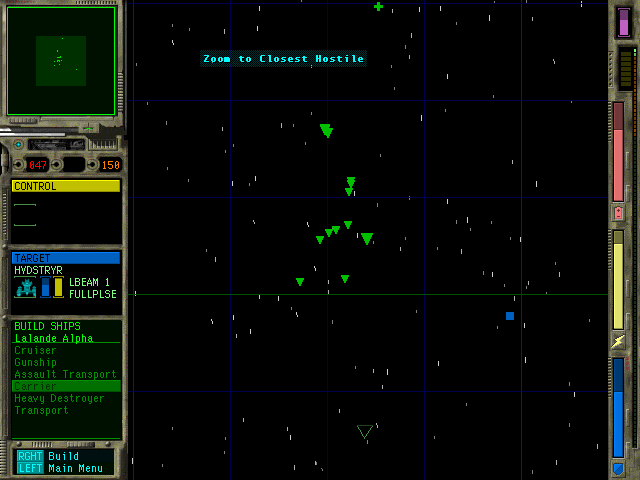 Zoom to Closest Hostile
047
150
CONTROL
TARGET
HVDSTRYR
LBEAM 1
FULLPLSE
BUILD SHIPS
Lalande Alpha
Cruiser
Gunship
Assault Transport
Carrier
Heavy Destroyer
Transport
RGHT Build
LEFT Main Menu